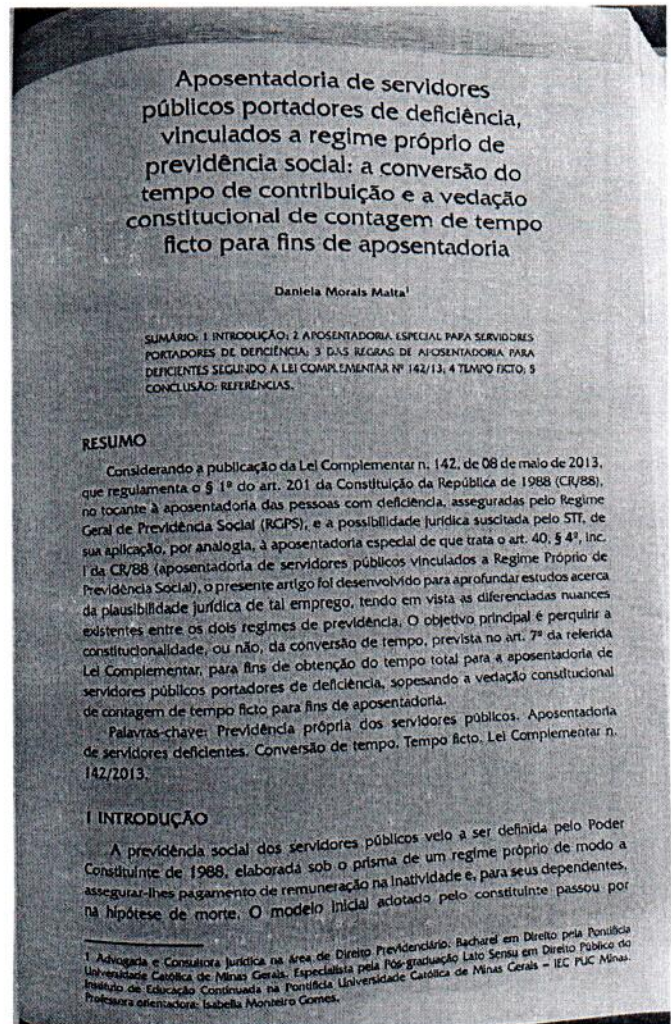 Aposentadoria de servidores
públicos portadores de deficiência,
vinculados a regime próprio de
previdência social: a conversão do
tempo de contribuição e a vedação
constitucional de contagem de tempo
ficto para fins de aposentadoria
Daniela Morais Malta¹
SUMÁRIO: 1 INTRODUÇÃO; 2 APOSENTADORIA ESPECIAL PARA SERVIDORES
PORTADORES DE DEFICIÊNCIA; 3 DAS REGRAS DE APOSENTADORIA PARA
DEFICIENTES SEGUNDO A LEI COMPLEMENTAR Nº 142/13; 4 TEMPO FICTO; 5
CONCLUSÃO; REFERÊNCIAS.
RESUMO
Considerando a publicação da Lei Complementar n. 142, de 08 de maio de 2013,
que regulamenta o § 1º do art. 201 da Constituição da República de 1988 (CR/88),
no tocante à aposentadoria das pessoas com deficiência, asseguradas pelo Regime
Geral de Previdência Social (RGPS), e a possibilidade jurídica suscitada pelo STF, de
sua aplicação, por analogia, à aposentadoria especial de que trata o art. 40, § 4º, inc.
I da CR/88 (aposentadoria de servidores públicos vinculados a Regime Próprio de
Previdência Social), o presente artigo foi desenvolvido para aprofundar estudos acerca
da plausibilidade jurídica de tal emprego, tendo em vista as diferenciadas nuances
existentes entre os dois regimes de previdência. O objetivo principal é perquirir a
constitucionalidade, ou não, da conversão de tempo, prevista no art. 7º da referida
Lei Complementar, para fins de obtenção do tempo total para a aposentadoria de
servidores públicos portadores de deficiência, sopesando a vedação constitucional
de contagem de tempo ficto para fins de aposentadoria.
Palavras-chave: Previdência própria dos servidores públicos. Aposentadoria
de servidores deficientes. Conversão de tempo. Tempo ficto. Lei Complementar n.
142/2013.
1 INTRODUÇÃO
A previdência social dos servidores públicos veio a ser definida pelo Poder
Constituinte de 1988, elaborada sob o prisma de um regime próprio de modo a
assegurar-lhes pagamento de remuneração na inatividade e, para seus dependentes,
na hipótese de morte. O modelo inicial adotado pelo constituinte passou por
1 Advogada e Consultora Jurídica na área de Direito Previdenciário. Bacharel em Direito pela Pontifícia
Universidade Católica de Minas Gerais. Especialista pela Pós-graduação Lato Sensu em Direito Público do
Instituto de Educação Continuada na Pontifícia Universidade Católica de Minas Gerais – IEC PUC Minas.
Professora orientadora: Isabella Monteiro Gomes.